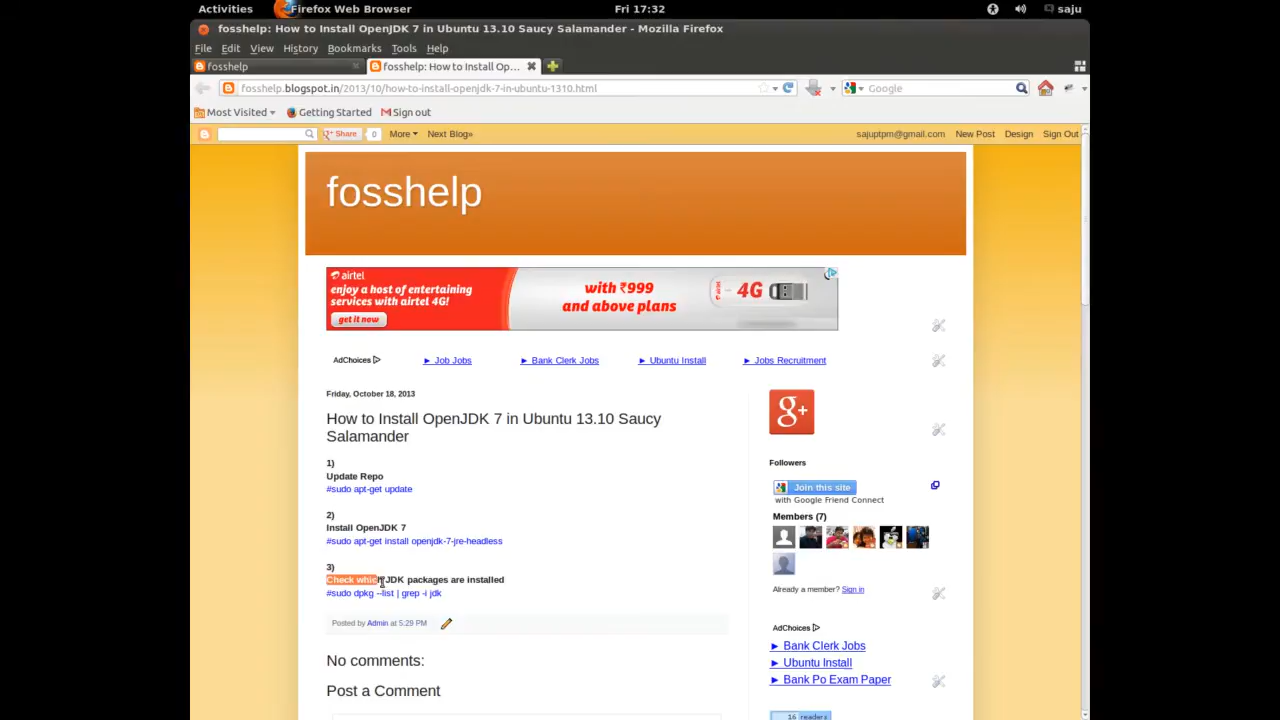 Activities Firefox Web Browser Fri 17:32 saju
fosshelp: How to Install OpenJDK 7 in Ubuntu 13.10 Saucy Salamander - Mozilla Firefox
File Edit View History Bookmarks Tools Help
fosshelp fosshelp: How to Install Op...
fosshelp.blogspot.in/2013/10/how-to-install-openjdk-7-in-ubuntu-1310.html Google
Most Visited Getting Started Sign out
Share 0 More Next Blog» sajuptpm@gmail.com New Post Design Sign Out
fosshelp
airtel
enjoy a host of entertaining
services with airtel 4G!
get it now
with ₹999
and above plans
4G
AdChoices ► Job Jobs ► Bank Clerk Jobs ► Ubuntu Install ► Jobs Recruitment
Friday, October 18, 2013
How to Install OpenJDK 7 in Ubuntu 13.10 Saucy
Salamander
1)
Update Repo
#sudo apt-get update
2)
Install OpenJDK 7
#sudo apt-get install openjdk-7-jre-headless
3)
Check which JDK packages are installed
#sudo dpkg --list | grep -i jdk
Posted by Admin at 5:29 PM
No comments:
Post a Comment
g+
Followers
Join this site
with Google Friend Connect
Members (7)
Already a member? Sign in
AdChoices
► Bank Clerk Jobs
► Ubuntu Install
► Bank Po Exam Paper
16 readers